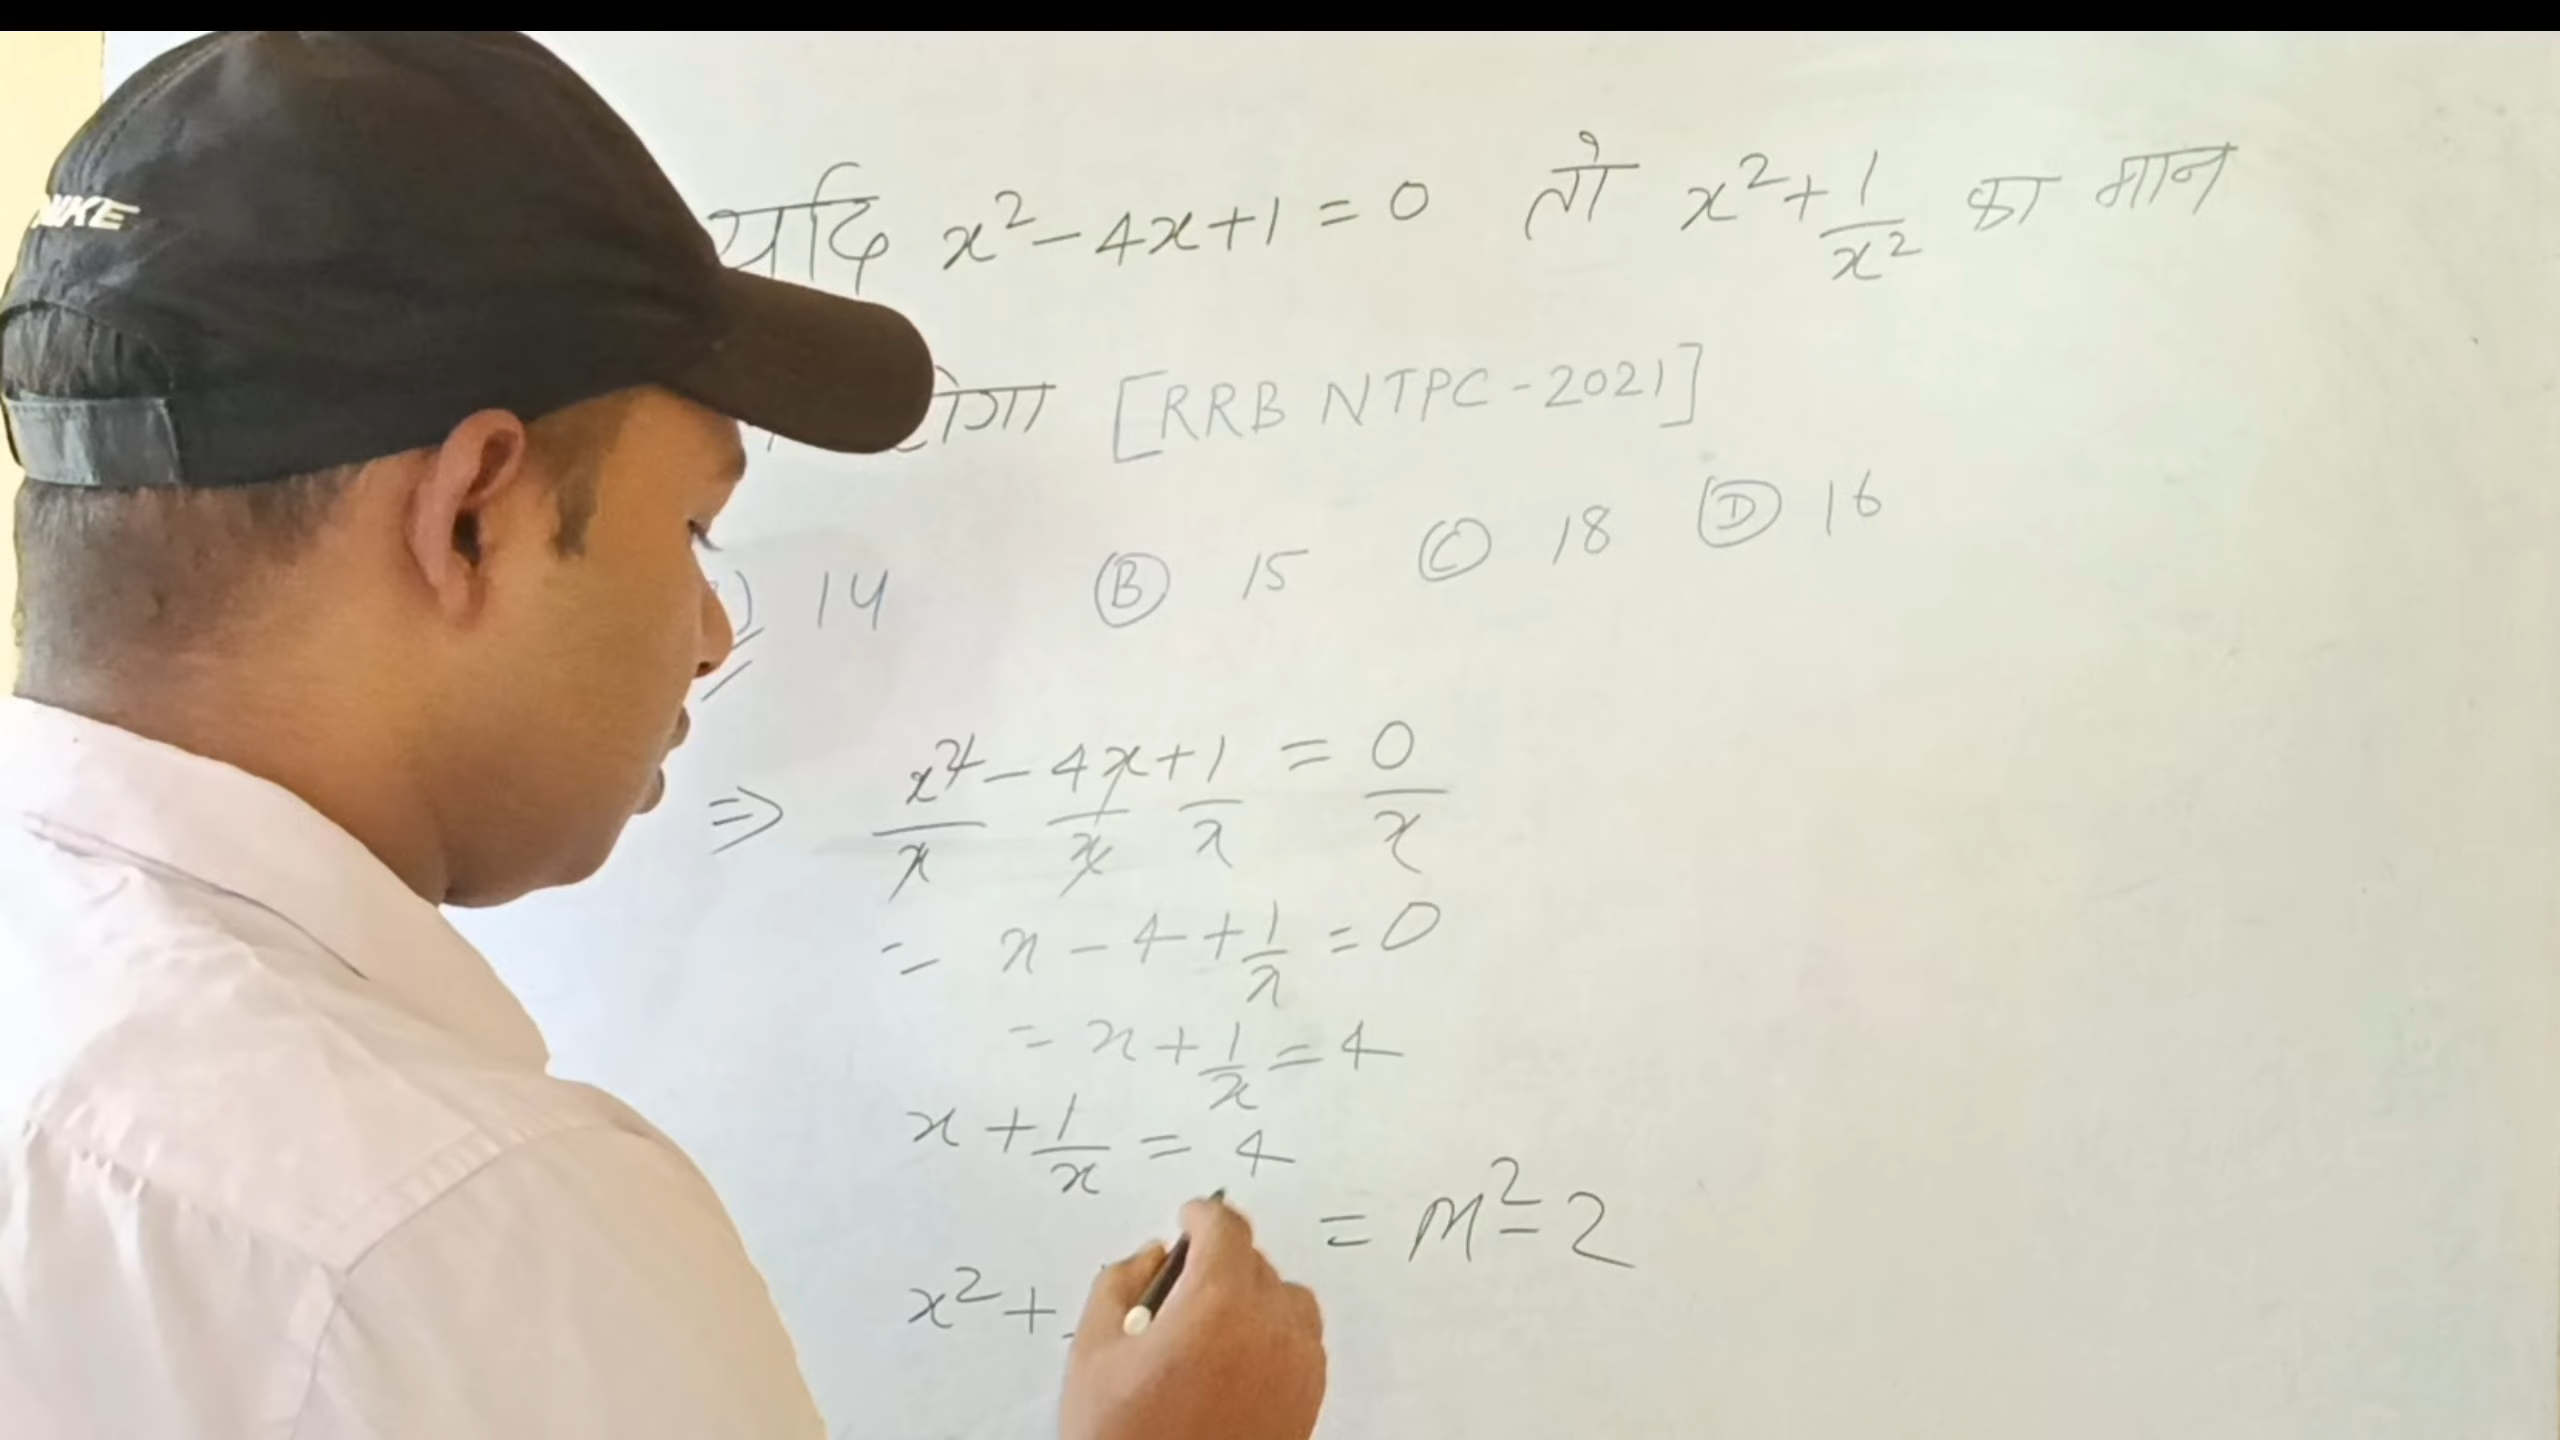 NIKE
यदि x² - 4x + 1 = 0 तो x² + 1/x² का मान
[RRB NTPC - 2021]
14 Ⓑ 15 Ⓒ 18 Ⓓ 16
⇒ x²/x - 4x/x + 1/x = 0/x
= x - 4 + 1/x = 0
= x + 1/x = 4
x + 1/x = 4
x² + = m² - 2